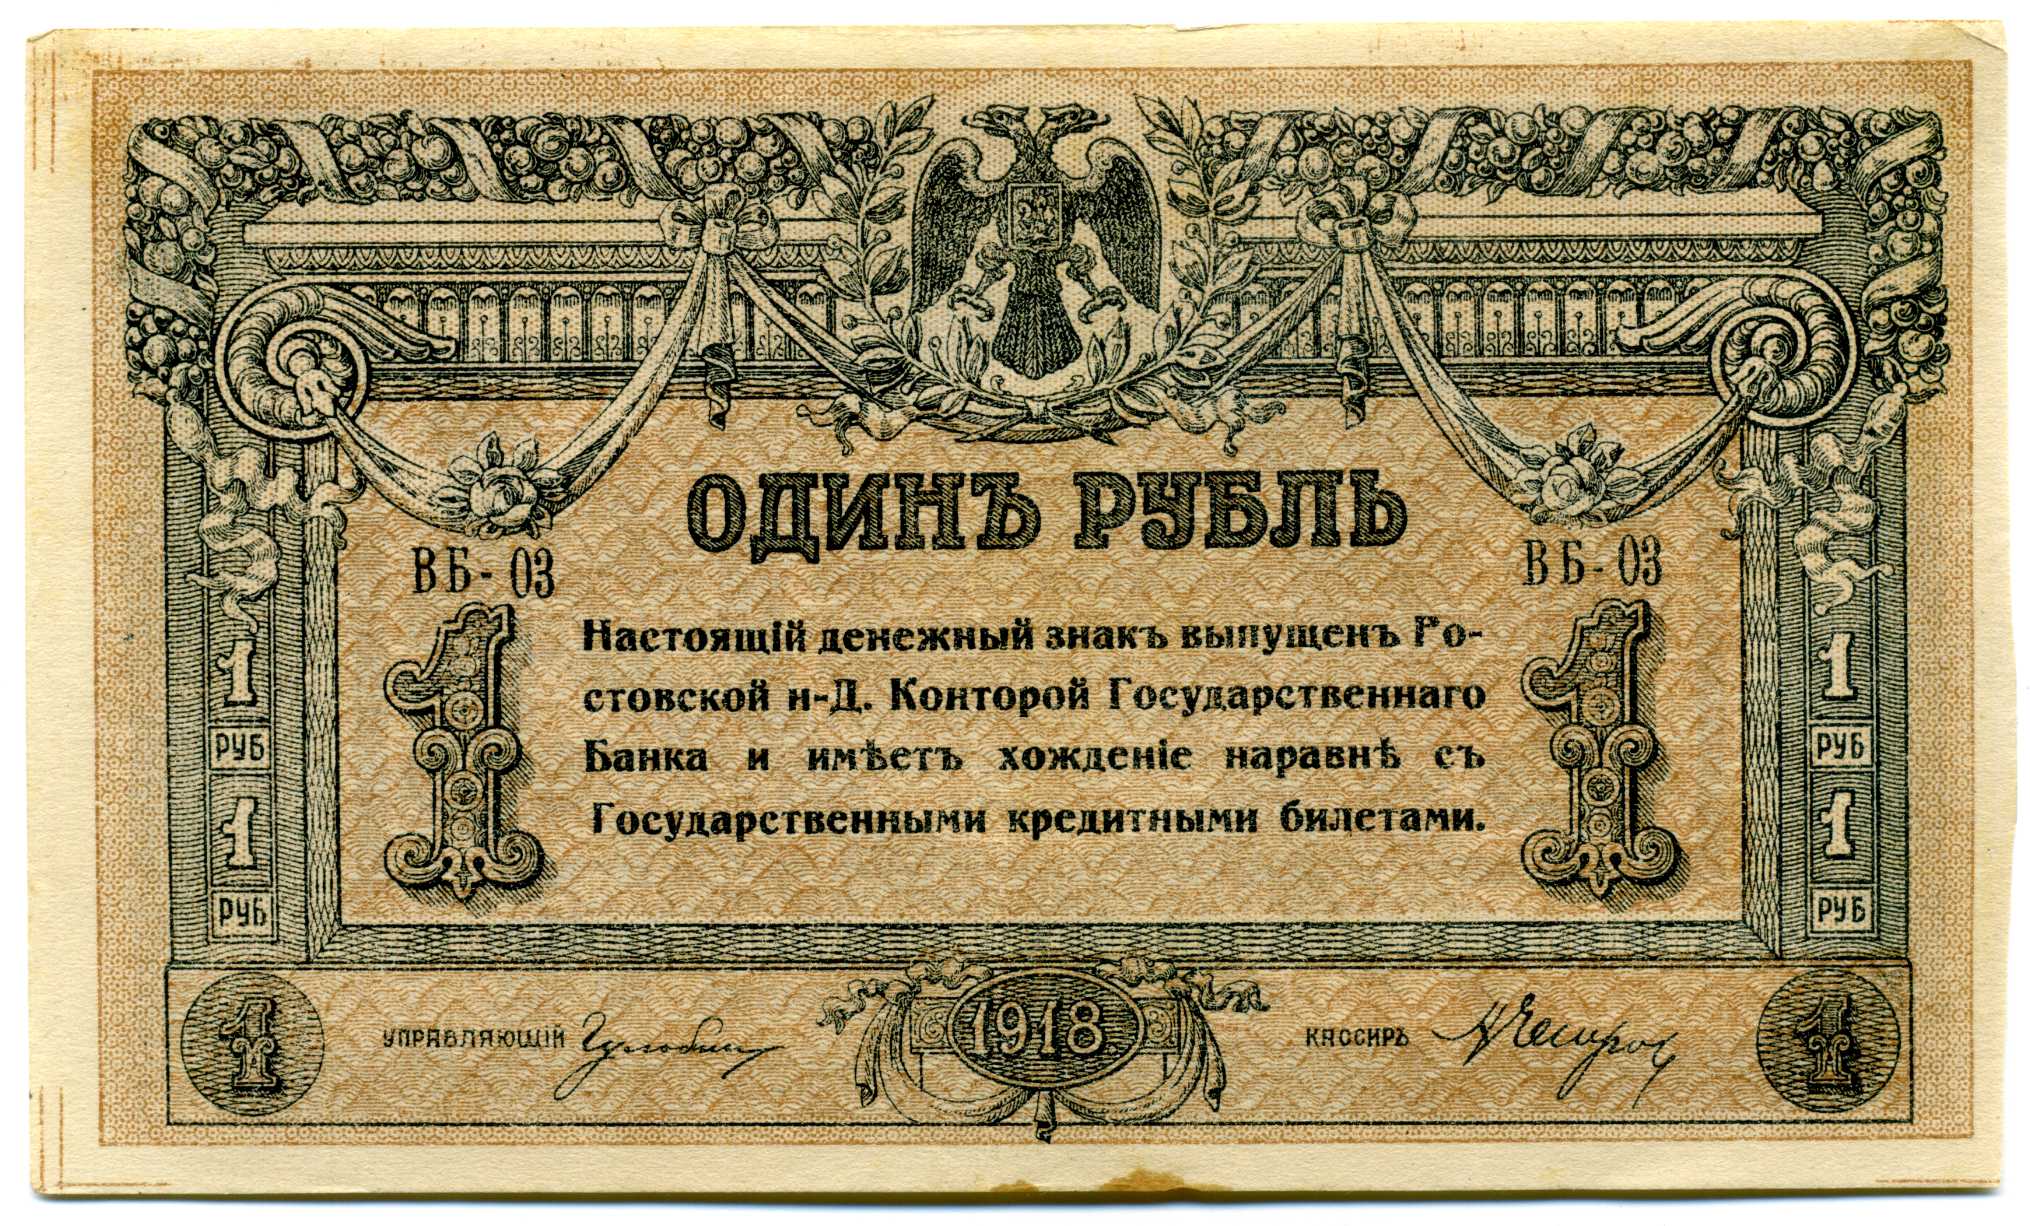 ОДИНЪ РУБЛЬ
ВБ-03 ВБ-03
1 1
Настоящій денежный знакъ выпущенъ Ро-
стовской н-Д. Конторой Государственнаго
Банка и имѣетъ хожденіе наравнѣ съ
Государственными кредитными билетами.
1 1
РУБ РУБ
1 1
РУБ РУБ
1 УПРАВЛЯЮЩІЙ 1918 КАССИРЪ 1